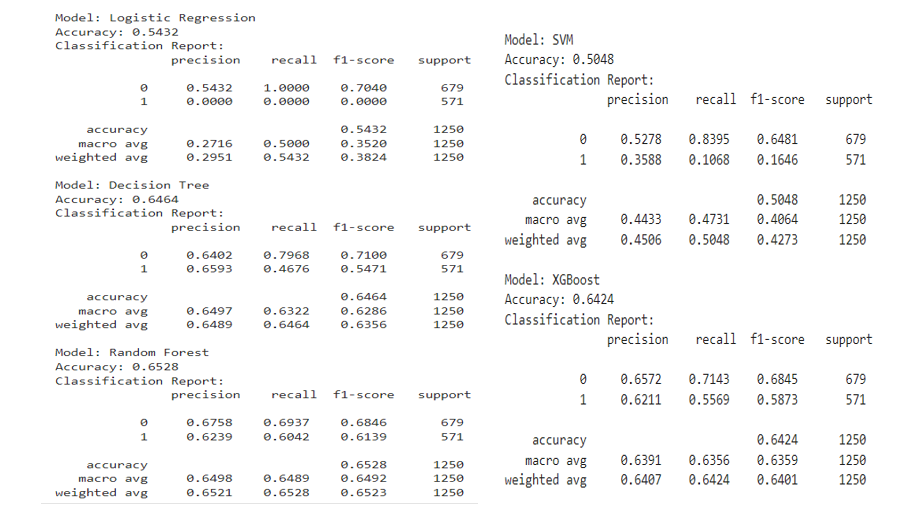 Model: Logistic Regression
Accuracy: 0.5432
Classification Report:
precision recall f1-score support
0 0.5432 1.0000 0.7040 679
1 0.0000 0.0000 0.0000 571
accuracy 0.5432 1250
macro avg 0.2716 0.5000 0.3520 1250
weighted avg 0.2951 0.5432 0.3824 1250
Model: Decision Tree
Accuracy: 0.6464
Classification Report:
precision recall f1-score support
0 0.6402 0.7968 0.7100 679
1 0.6593 0.4676 0.5471 571
accuracy 0.6464 1250
macro avg 0.6497 0.6322 0.6286 1250
weighted avg 0.6489 0.6464 0.6356 1250
Model: Random Forest
Accuracy: 0.6528
Classification Report:
precision recall f1-score support
0 0.6758 0.6937 0.6846 679
1 0.6239 0.6042 0.6139 571
accuracy 0.6528 1250
macro avg 0.6498 0.6489 0.6492 1250
weighted avg 0.6521 0.6528 0.6523 1250
Model: SVM
Accuracy: 0.5048
Classification Report:
precision recall f1-score support
0 0.5278 0.8395 0.6481 679
1 0.3588 0.1068 0.1646 571
accuracy 0.5048 1250
macro avg 0.4433 0.4731 0.4064 1250
weighted avg 0.4506 0.5048 0.4273 1250
Model: XGBoost
Accuracy: 0.6424
Classification Report:
precision recall f1-score support
0 0.6572 0.7143 0.6845 679
1 0.6211 0.5569 0.5873 571
accuracy 0.6424 1250
macro avg 0.6391 0.6356 0.6359 1250
weighted avg 0.6407 0.6424 0.6401 1250